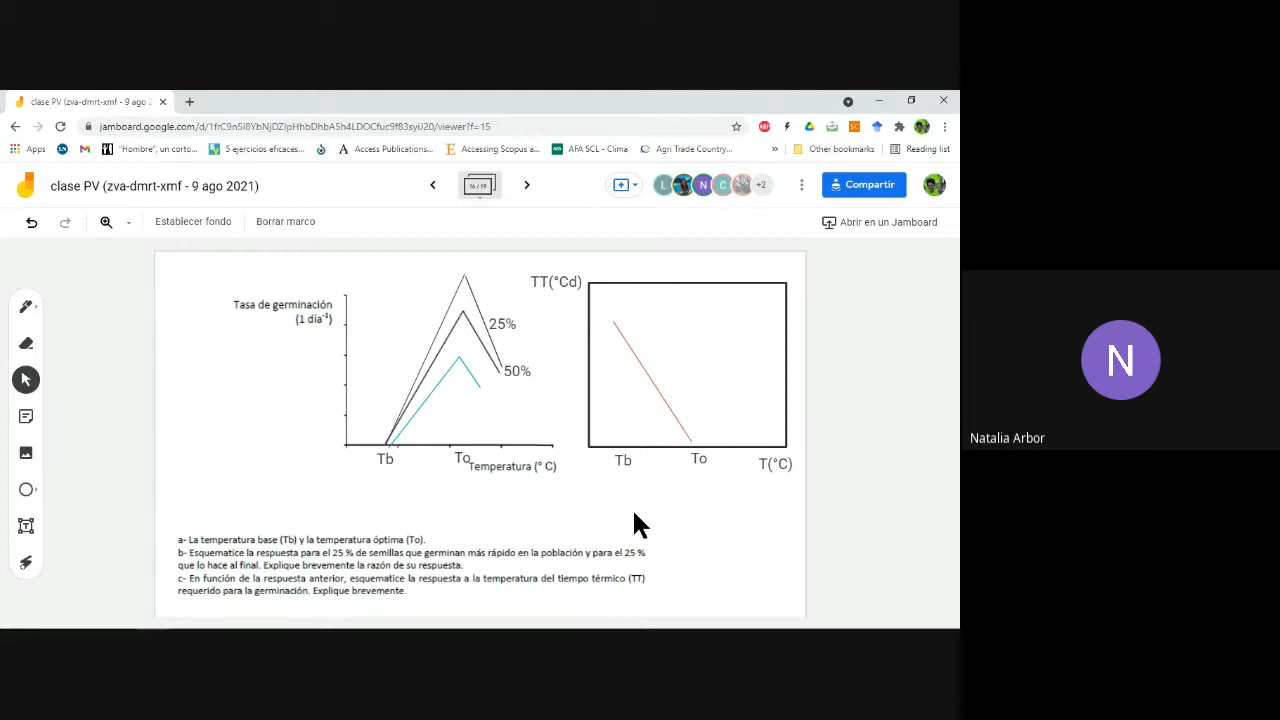 clase PV (zva-dmrt-xmf - 9 ago 2
jamboard.google.com/d/1frC9n5I8YbNjDZIpHhbDhbA5h4LDOCfuc9f83syiJ20/viewer?f=15
ABP
SC
Apps
LN
"Hombre", un corto...
5 ejercicios eficaces...
Access Publications...
Accessing Scopus a...
AFA SCL - Clima
Agri Trade Country...
»
Other bookmarks
Reading list
clase PV (zva-dmrt-xmf - 9 ago 2021)
16 / 19
L
N
C
+2
Compartir
Establecer fondo
Borrar marco
Abrir en un Jamboard
Tasa de germinación
(1 día⁻¹)
25%
50%
Tb
To
Temperatura (° C)
TT(°Cd)
Tb
To
T(°C)
a- La temperatura base (Tb) y la temperatura óptima (To).
b- Esquematice la respuesta para el 25 % de semillas que germinan más rápido en la población y para el 25 %
que lo hace al final. Explique brevemente la razón de su respuesta.
c- En función de la respuesta anterior, esquematice la respuesta a la temperatura del tiempo térmico (TT)
requerido para la germinación. Explique brevemente.
N
Natalia Arbor